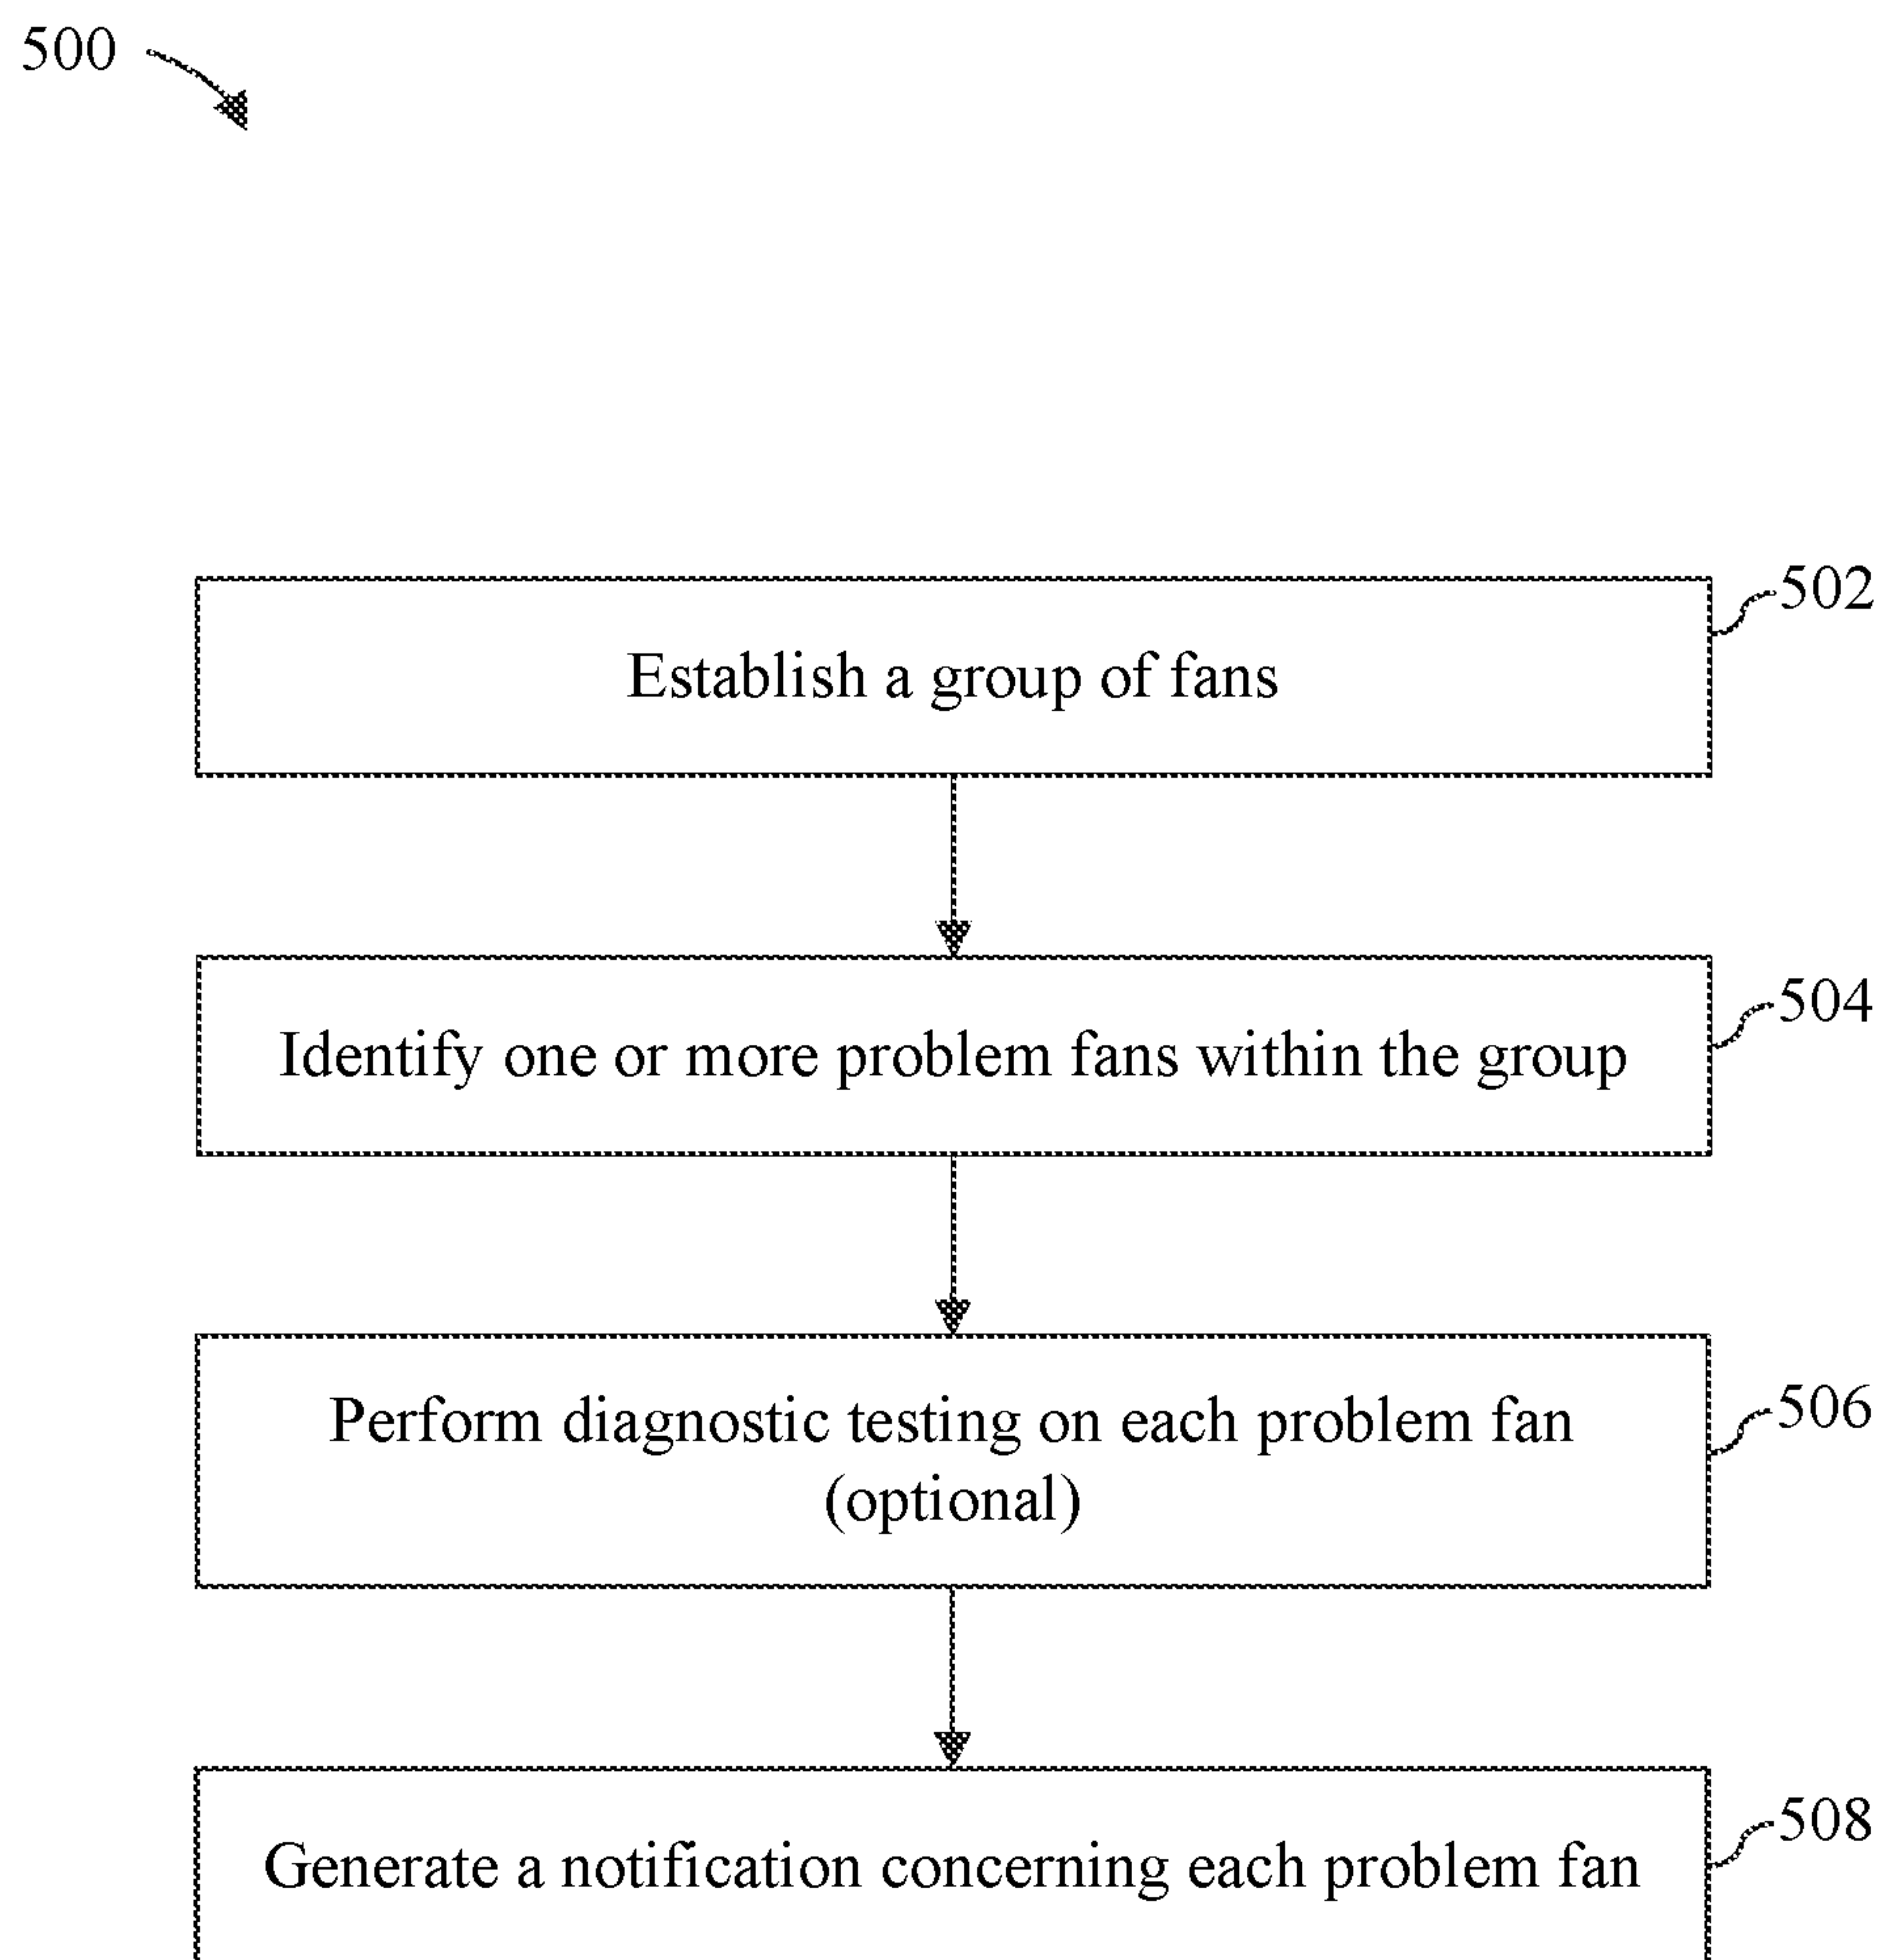 500
502
Establish a group of fans
504
Identify one or more problem fans within the group
506
Perform diagnostic testing on each problem fan
(optional)
508
Generate a notification concerning each problem fan